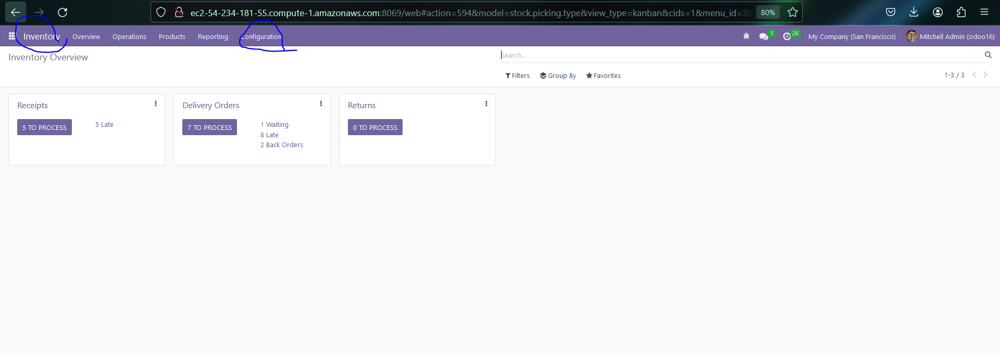 ec2-54-234-181-55.compute-1.amazonaws.com:8069/web#action=594&model=stock.picking.type&view_type=kanban&cids=1&menu_id=38 80%
Inventory Overview Operations Products Reporting Configuration 5 26 My Company (San Francisco) Mitchell Admin (odoo16)
Inventory Overview Search...
Filters Group By Favorites 1-3 / 3
Receipts Delivery Orders Returns
5 TO PROCESS 5 Late 7 TO PROCESS 1 Waiting 0 TO PROCESS
8 Late
2 Back Orders